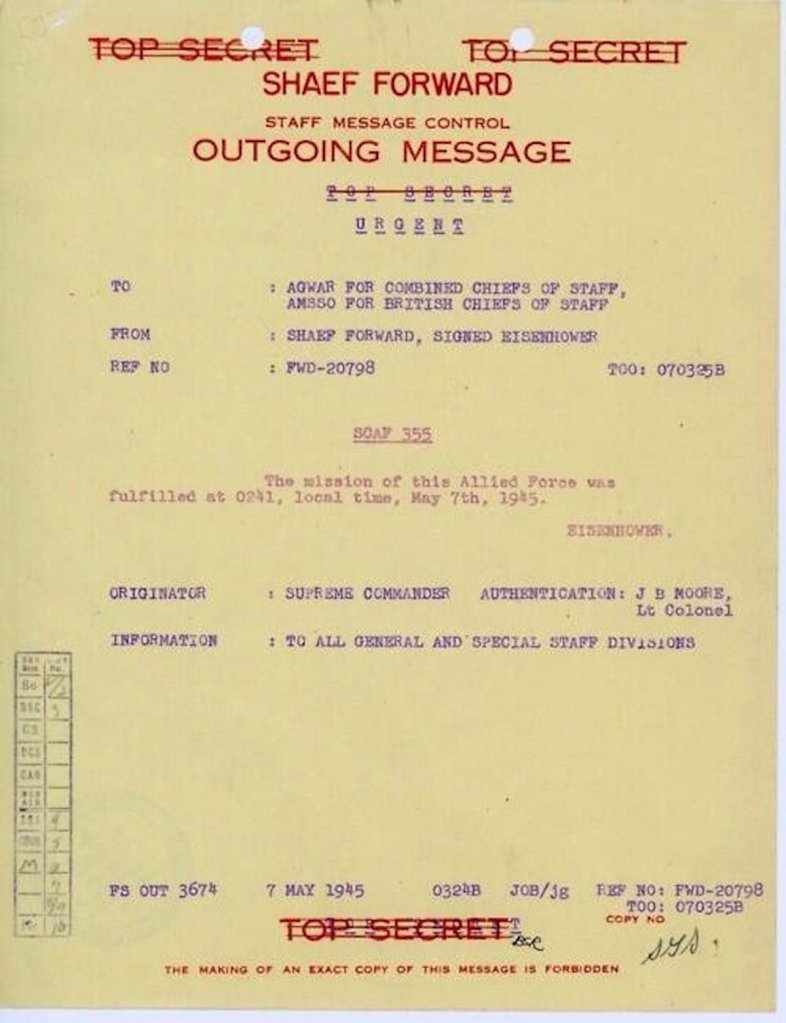 TOP SECRET TOP SECRET
SHAEF FORWARD
STAFF MESSAGE CONTROL
OUTGOING MESSAGE
TOP SECRET
URGENT
TO : AGWAR FOR COMBINED CHIEFS OF STAFF,
AMSSO FOR BRITISH CHIEFS OF STAFF
FROM : SHAEF FORWARD, SIGNED EISENHOWER
REF NO : FWD-20798 TOO: 070325B
SCAF 355
The mission of this Allied Force was
fulfilled at 0241, local time, May 7th, 1945.
EISENHOWER.
ORIGINATOR : SUPREME COMMANDER AUTHENTICATION: J B MOORE,
Lt Colonel
INFORMATION : TO ALL GENERAL AND SPECIAL STAFF DIVISIONS
DSC 3
CS
DCS
CAO
M
FS OUT 3674 7 MAY 1945 0324B JOB/jg REF NO: FWD-20798
TOO: 070325B
COPY NO
TOP SECRET
THE MAKING OF AN EXACT COPY OF THIS MESSAGE IS FORBIDDEN